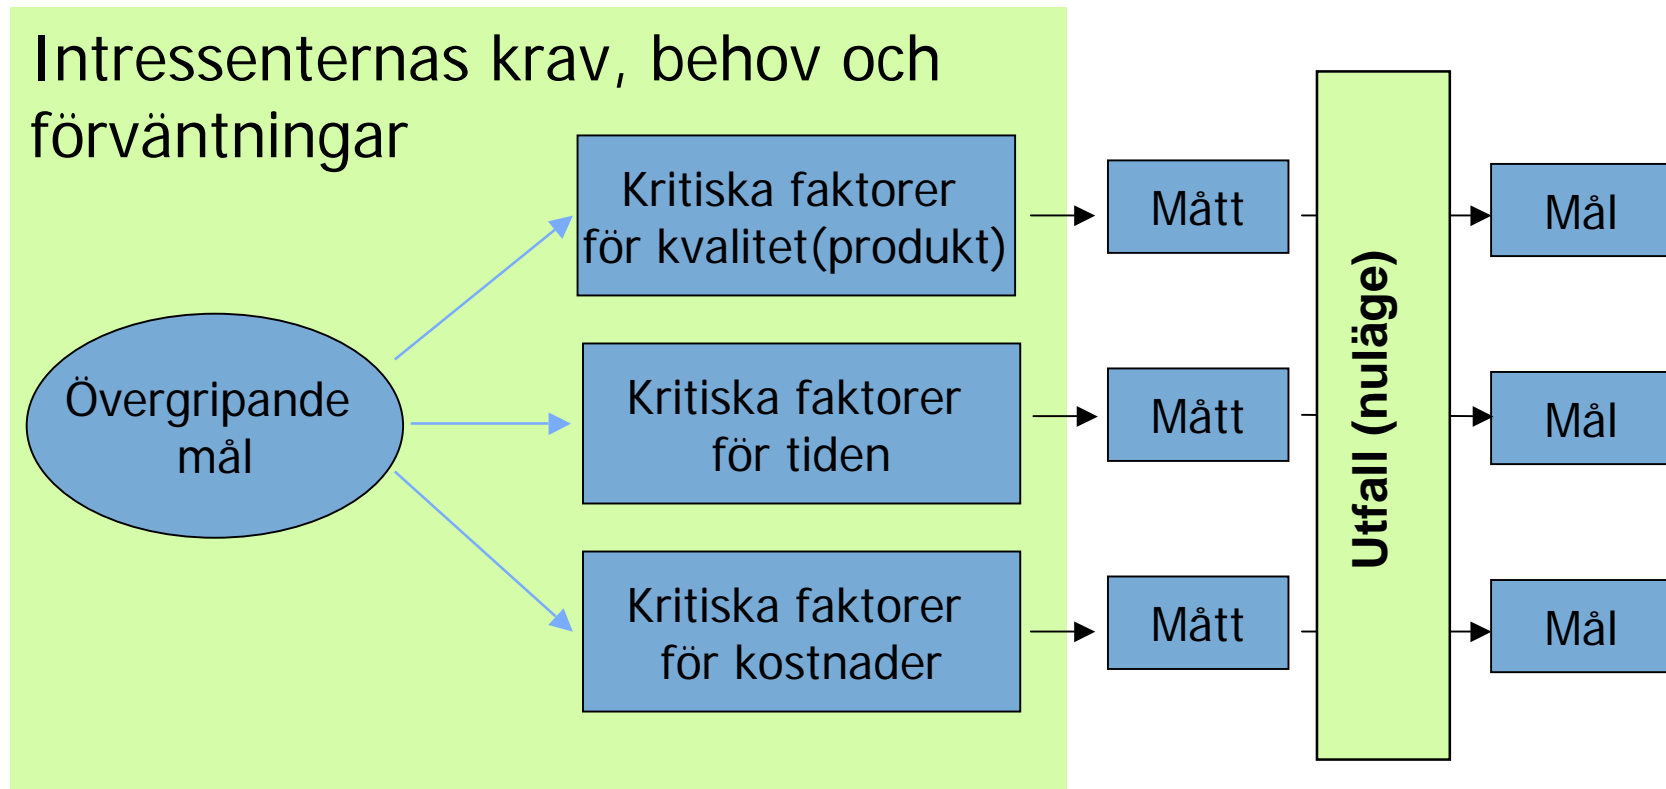 Intressenternas krav, behov och
förväntningar
Övergripande
mål
Kritiska faktorer
för kvalitet(produkt)
Mått
Mål
Kritiska faktorer
för tiden
Mått
Mål
Kritiska faktorer
för kostnader
Mått
Mål
Utfall (nuläge)